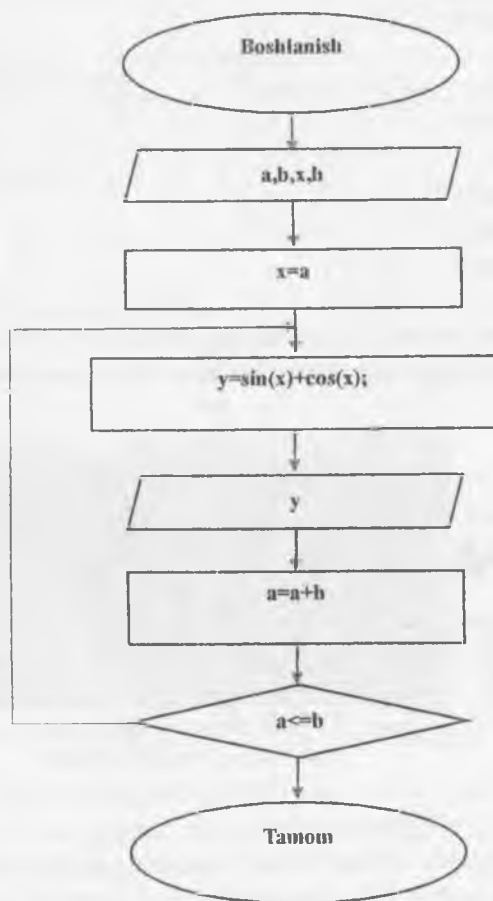 Boshlanish
a,b,x,h
x=a
y=sin(x)+cos(x);
y
a=a+h
a<=b
Tamom